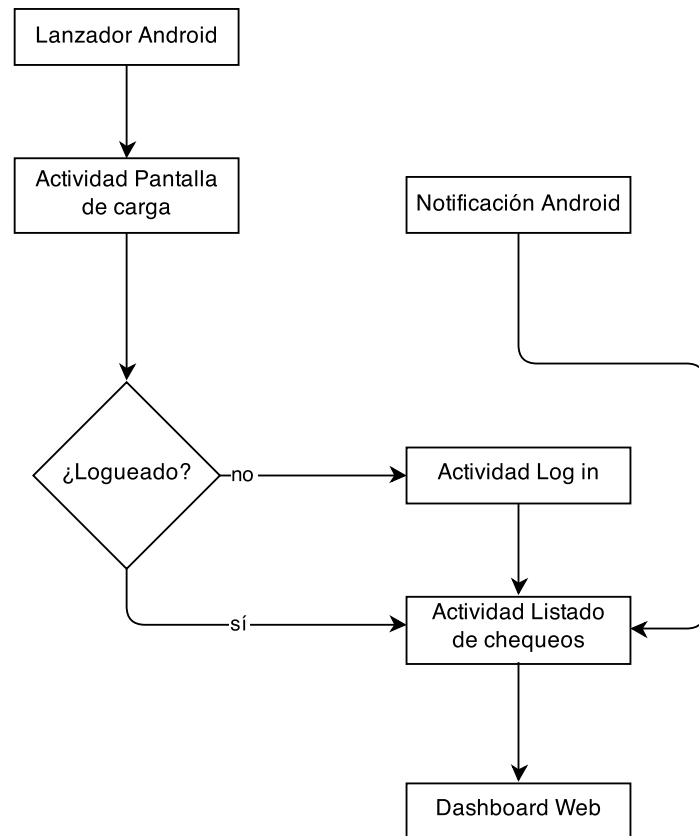 Lanzador Android
Actividad Pantalla
de carga
Notificación Android
¿Logueado?
no
Actividad Log in
sí
Actividad Listado
de chequeos
Dashboard Web